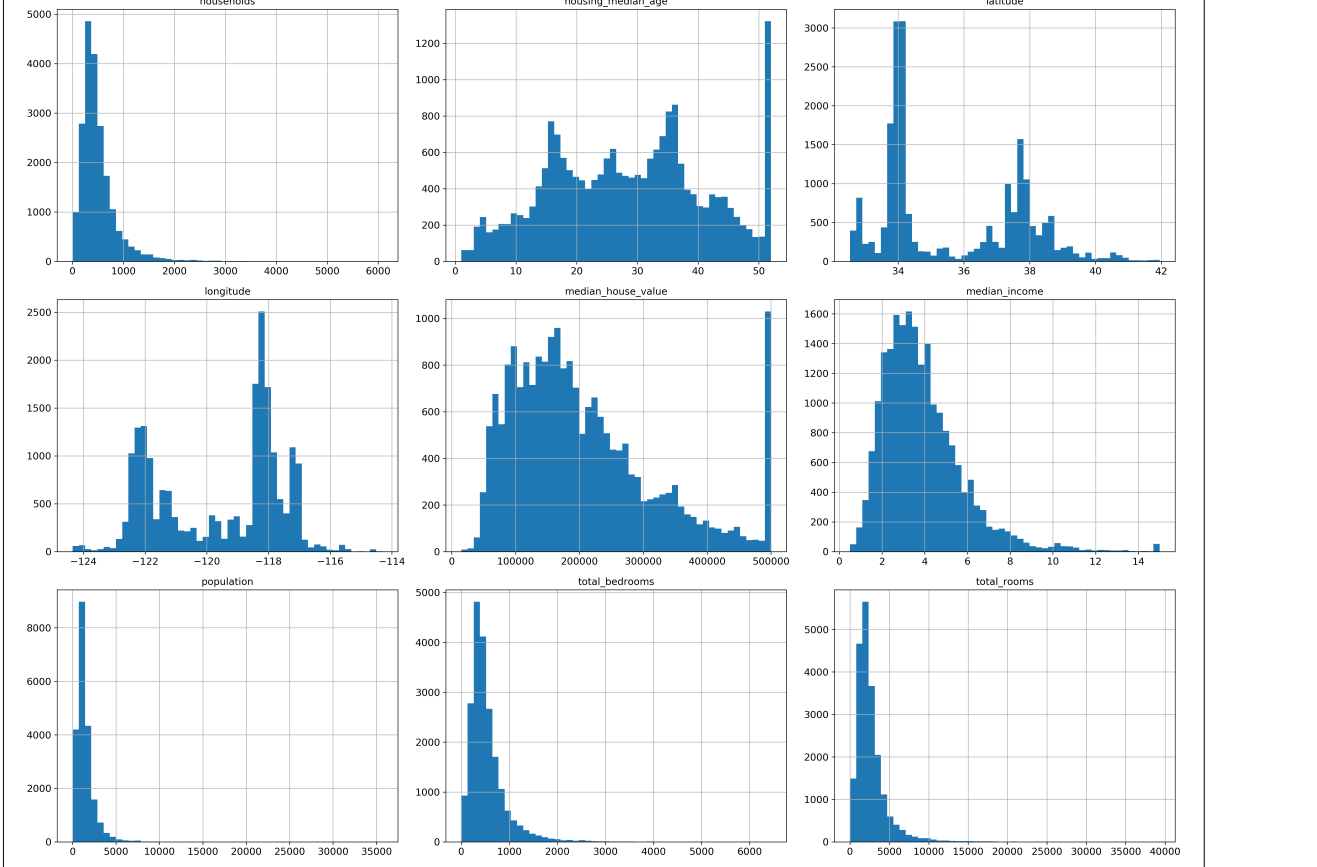 households housing_median_age latitude
5000 4000 3000 2000 1000 0
0 1000 2000 3000 4000 5000 6000
1200 1000 800 600 400 200 0
0 10 20 30 40 50
3000 2500 2000 1500 1000 500 0
34 36 38 40 42
longitude median_house_value median_income
2500 2000 1500 1000 500 0
−124 −122 −120 −118 −116 −114
1000 800 600 400 200 0
0 100000 200000 300000 400000 500000
1600 1400 1200 1000 800 600 400 200 0
0 2 4 6 8 10 12 14
population total_bedrooms total_rooms
8000 6000 4000 2000 0
0 5000 10000 15000 20000 25000 30000 35000
5000 4000 3000 2000 1000 0
0 1000 2000 3000 4000 5000 6000
5000 4000 3000 2000 1000 0
0 5000 10000 15000 20000 25000 30000 35000 40000